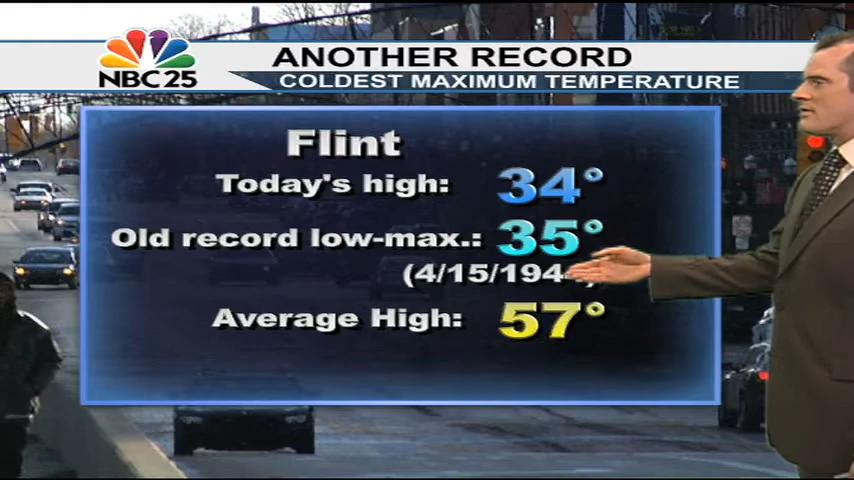 NBC25
ANOTHER RECORD
COLDEST MAXIMUM TEMPERATURE
Flint
Today's high: 34°
Old record low-max.: 35°
Average High: 57°